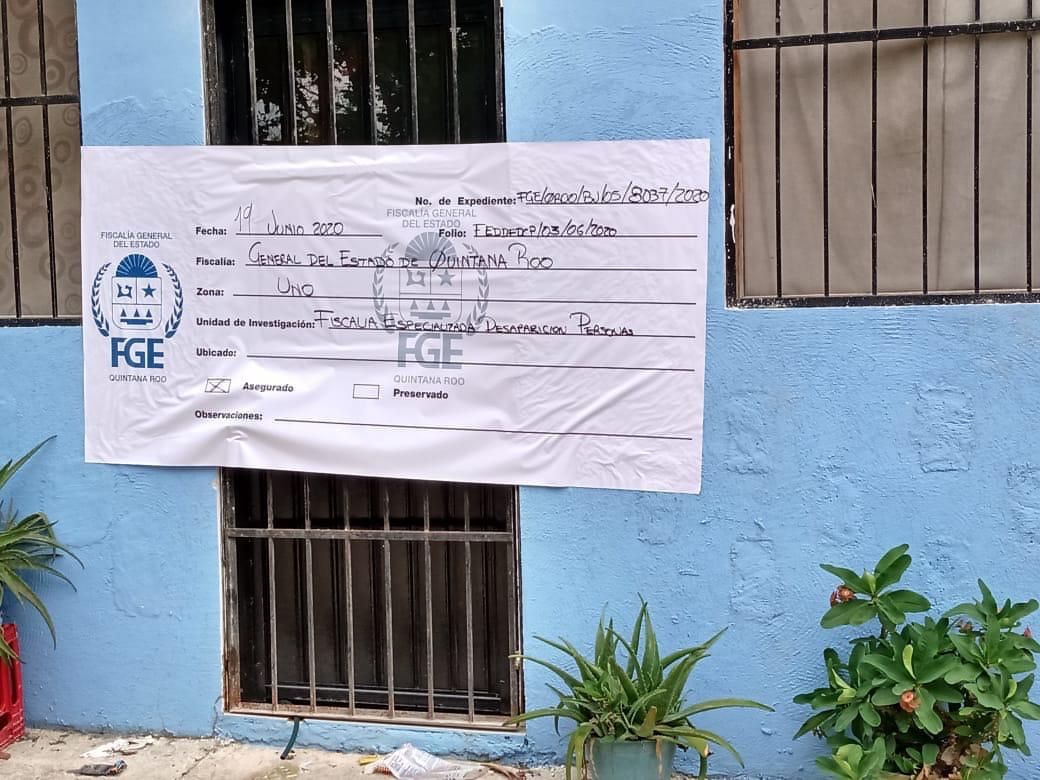 No. de Expediente: FGE/QROO/BJ/05/8037/2020
FISCALÍA GENERAL
DEL ESTADO
Fecha: 19 JUNIO 2020 Folio: FEDDFDCP/03/06/2020
FISCALÍA GENERAL
DEL ESTADO
Fiscalía: GENERAL DEL ESTADO DE QUINTANA ROO
Zona: UNO
Unidad de Investigación: FISCALIA ESPECIALIZADA DESAPARICION PERSONAS
FGE
FGE
Ubicado:
QUINTANA ROO
QUINTANA ROO
Asegurado Preservado
Observaciones: